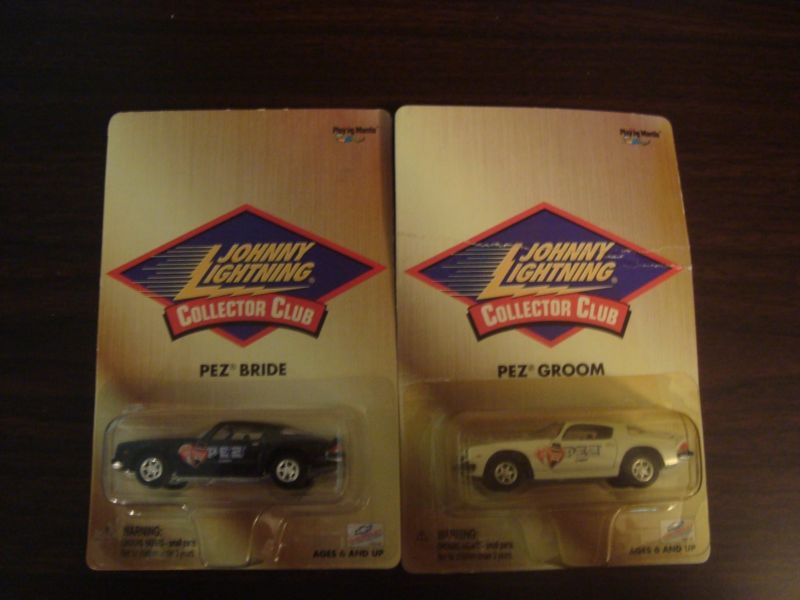 Playing Mantis
JOHNNY
LIGHTNING®
COLLECTOR CLUB
PEZ® BRIDE
PEZ
WARNING:
AGES 6 AND UP
Playing Mantis
JOHNNY
LIGHTNING®
COLLECTOR CLUB
PEZ® GROOM
PEZ
WARNING:
AGES 6 AND UP